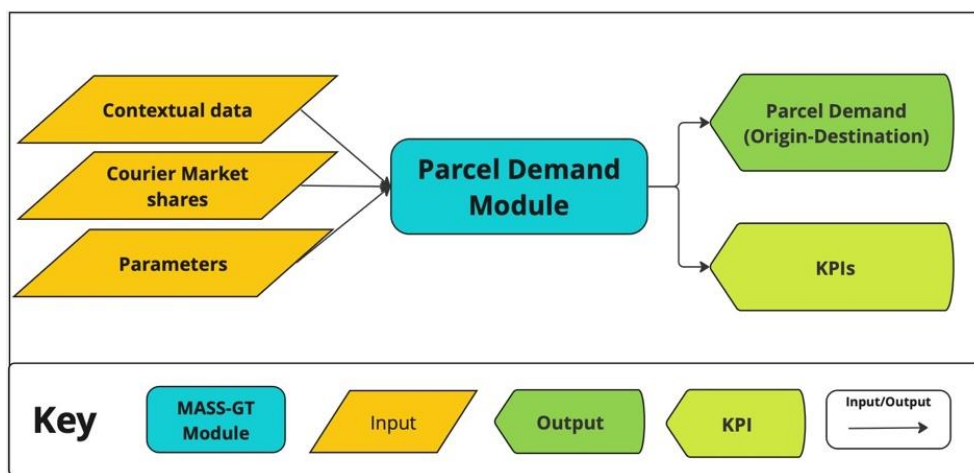 Contextual data
Courier Market
shares
Parameters
Parcel Demand
Module
Parcel Demand
(Origin-Destination)
KPIs
Key
MASS-GT
Module
Input
Output
KPI
Input/Output